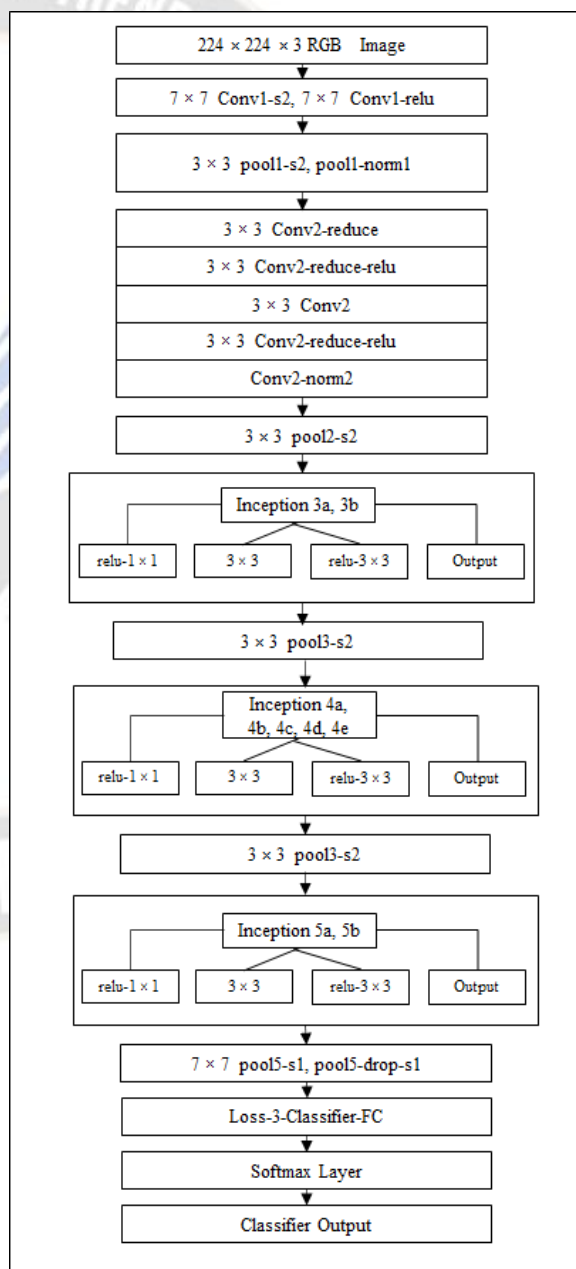 224 × 224 × 3 RGB Image
7 × 7 Conv1-s2, 7 × 7 Conv1-relu
3 × 3 pool1-s2, pool1-norm1
3 × 3 Conv2-reduce
3 × 3 Conv2-reduce-relu
3 × 3 Conv2
3 × 3 Conv2-reduce-relu
Conv2-norm2
3 × 3 pool2-s2
Inception 3a, 3b
relu-1 × 1
3 × 3
relu-3 × 3
Output
3 × 3 pool3-s2
Inception 4a,
4b, 4c, 4d, 4e
relu-1 × 1
3 × 3
relu-3 × 3
Output
3 × 3 pool3-s2
Inception 5a, 5b
relu-1 × 1
3 × 3
relu-3 × 3
Output
7 × 7 pool5-s1, pool5-drop-s1
Loss-3-Classifier-FC
Softmax Layer
Classifier Output